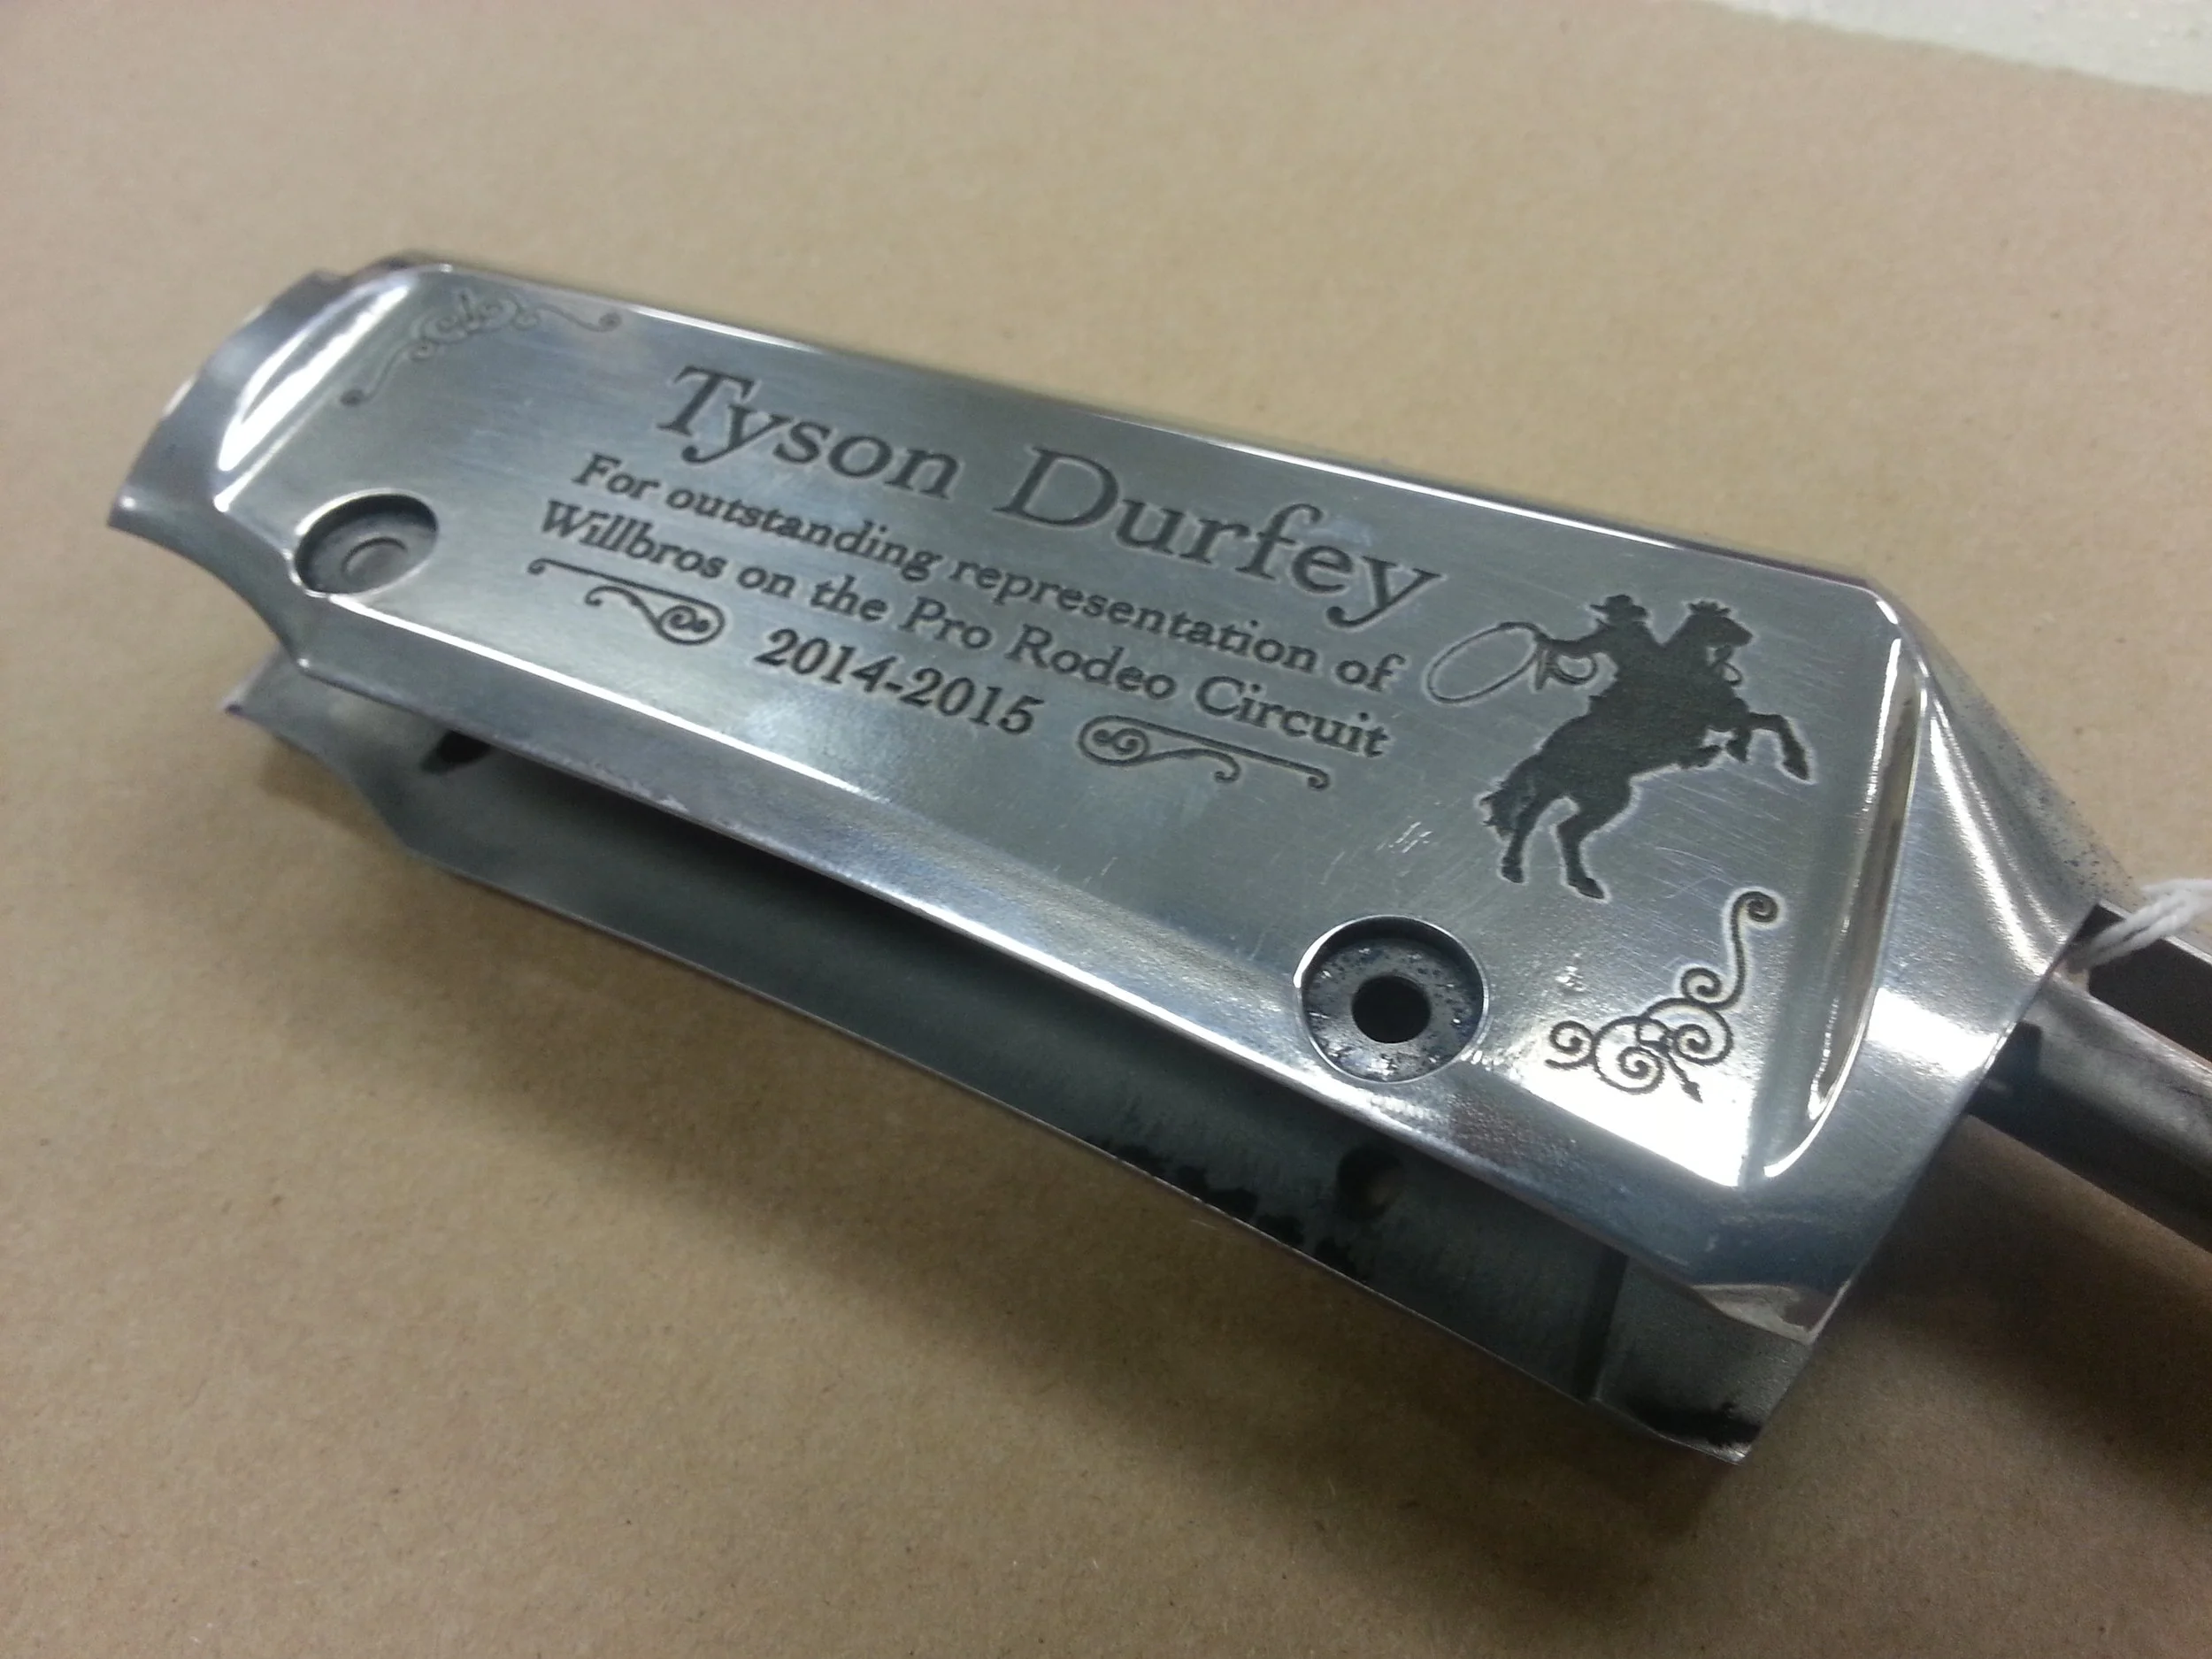 Tyson Durfey
For outstanding representation of
Willbros on the Pro Rodeo Circuit
2014-2015